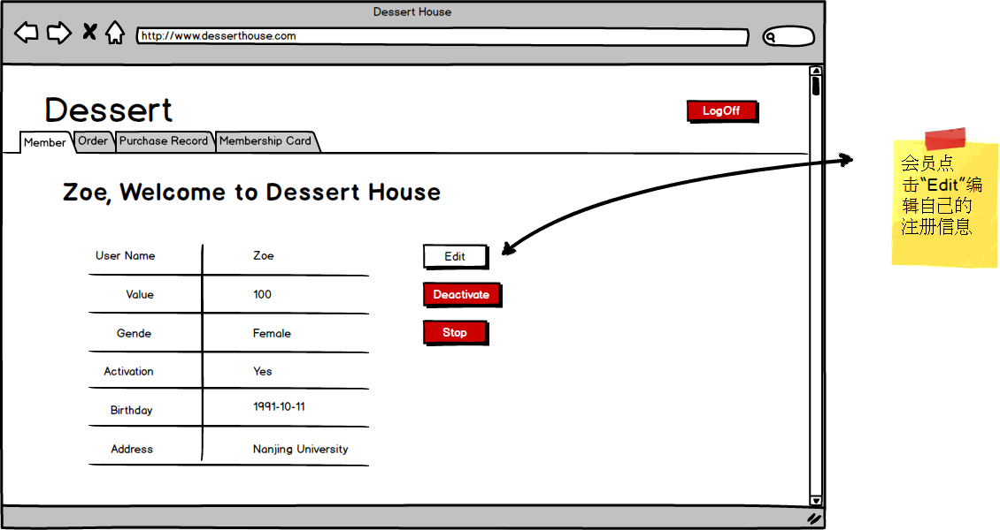 Dessert House
http://www.desserthouse.com
Dessert
LogOff
Member Order Purchase Record Membership Card
Zoe, Welcome to Dessert House
User Name Zoe Edit
Value 100 Deactivate
Gende Female Stop
Activation Yes
Birthday 1991-10-11
Address Nanjing University
会员点
击“Edit”编
辑自己的
注册信息